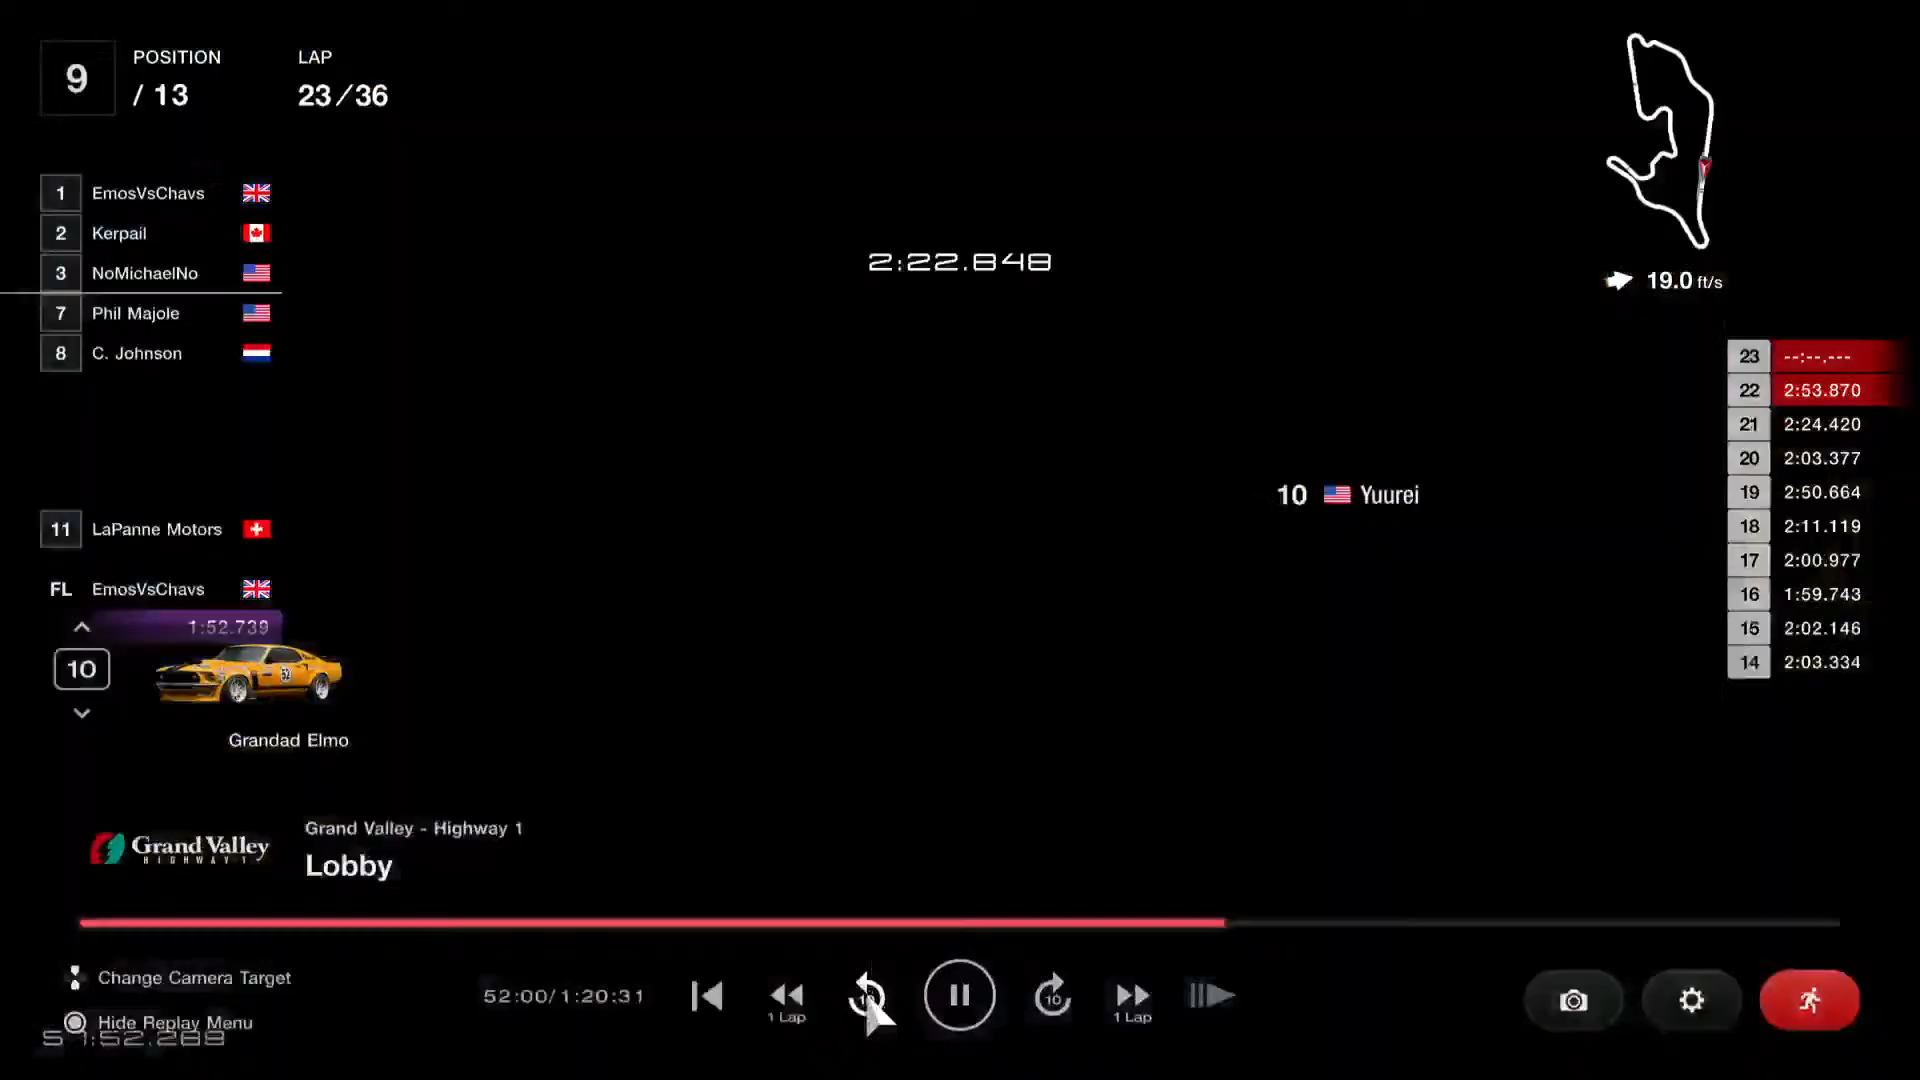 9
POSITION
/ 13
LAP
23/36
1 EmosVsChavs
2 Kerpail
3 NoMichaelNo
7 Phil Majole
8 C. Johnson
11 LaPanne Motors
FL EmosVsChavs
1:52.739
10
Grandad Elmo
2:22.848
10 Yuurei
19.0 ft/s
23 --:--.---
22 2:53.870
21 2:24.420
20 2:03.377
19 2:50.664
18 2:11.119
17 2:00.977
16 1:59.743
15 2:02.146
14 2:03.334
Grand Valley
HIGHWAY 1
Grand Valley - Highway 1
Lobby
Change Camera Target
Hide Replay Menu
52:00/1:20:31
1 Lap
10
1 Lap